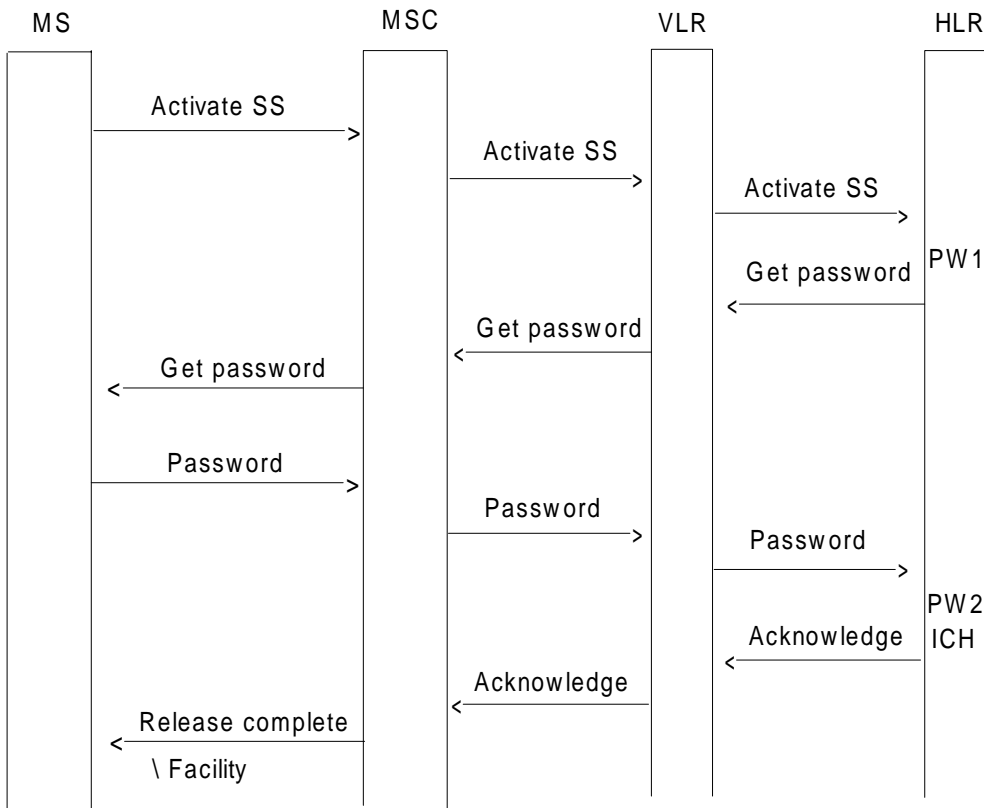 MS
MSC
VLR
HLR
Activate SS
Activate SS
Activate SS
PW1
Get password
Get password
Get password
Password
Password
Password
PW2
Acknowledge
ICH
Acknowledge
Release complete
\ Facility